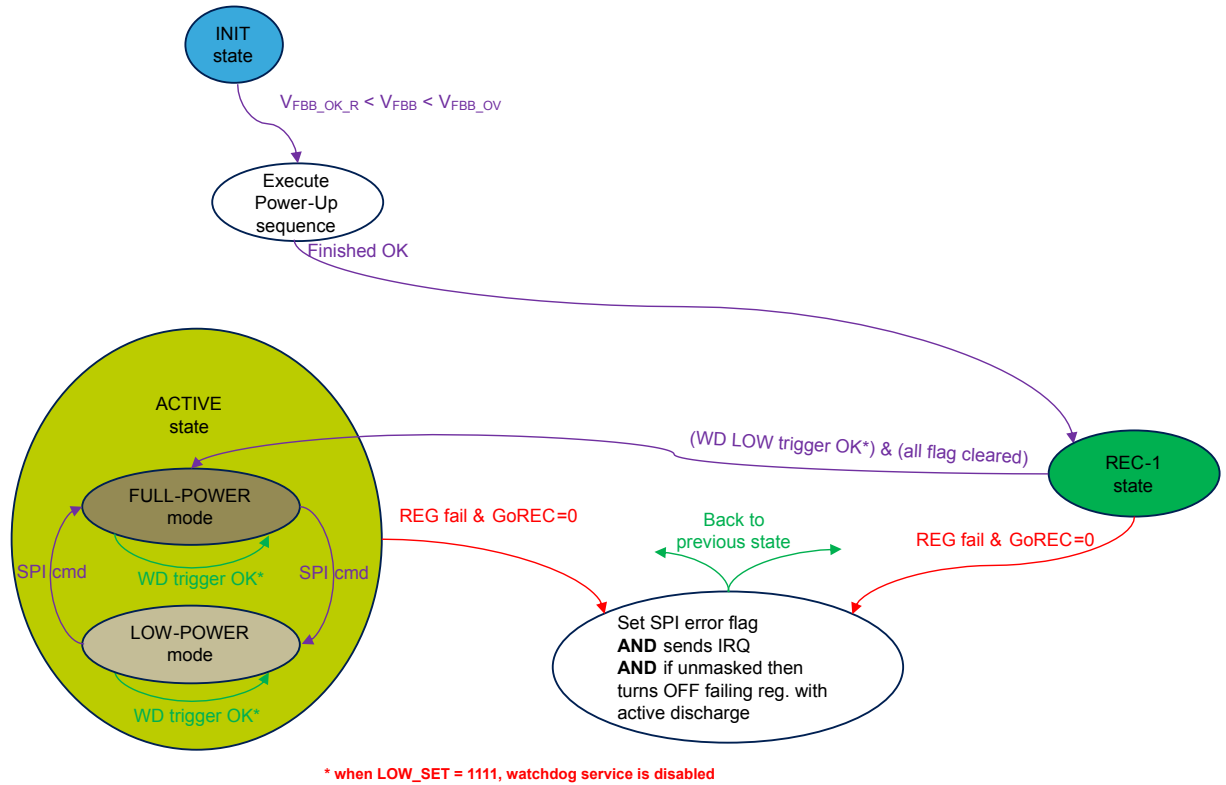 INIT
state
V_FBB_OK_R < V_FBB < V_FBB_OV
Execute
Power-Up
sequence
Finished OK
ACTIVE
state
(WD LOW trigger OK*) & (all flag cleared)
REC-1
state
FULL-POWER
mode
REG fail & GoREC=0
Back to
previous state
REG fail & GoREC=0
SPI cmd
WD trigger OK*
SPI cmd
LOW-POWER
mode
WD trigger OK*
Set SPI error flag
AND sends IRQ
AND if unmasked then
turns OFF failing reg. with
active discharge
* when LOW_SET = 1111, watchdog service is disabled